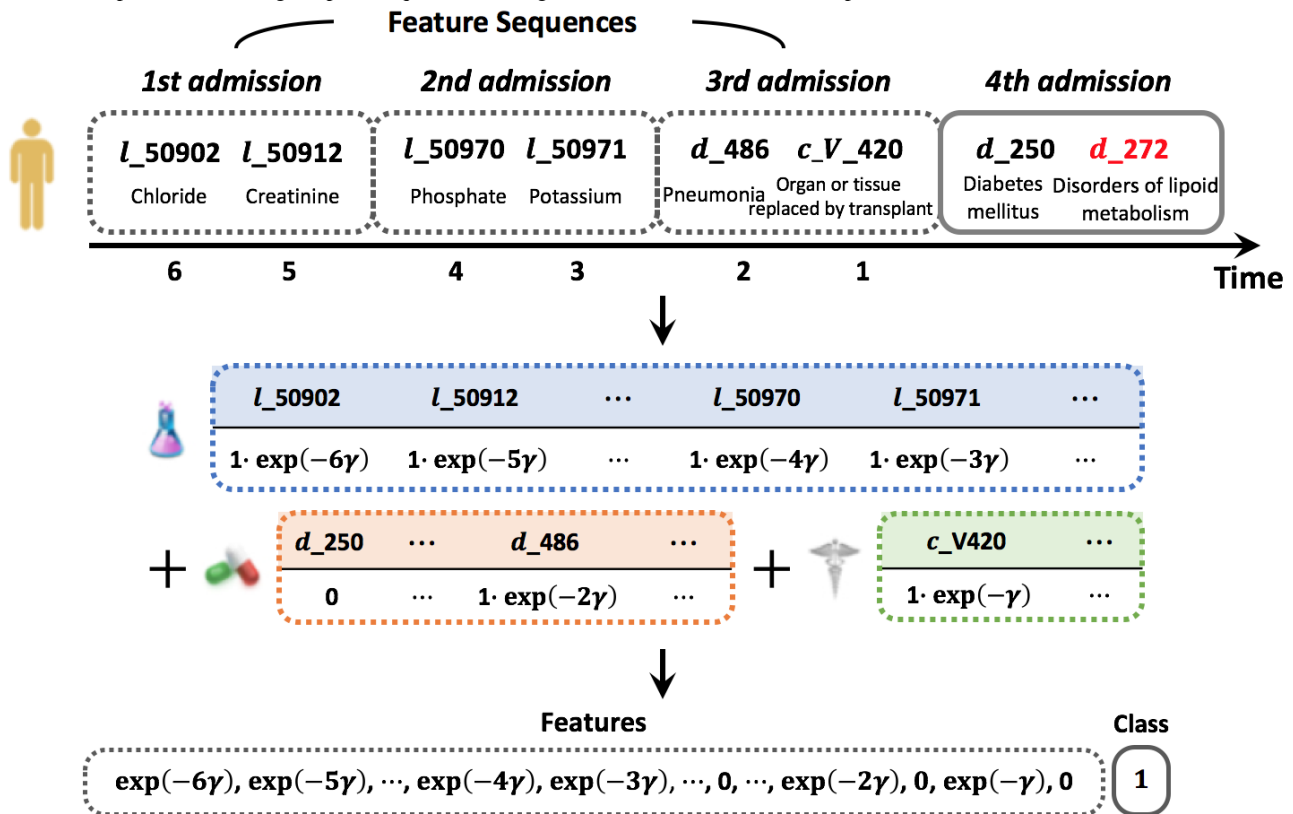 Feature Sequences
1st admission 2nd admission 3rd admission 4th admission
l_50902 l_50912 l_50970 l_50971 d_486 c_V_420 d_250 d_272
Chloride Creatinine Phosphate Potassium Pneumonia Organ or tissue replaced by transplant Diabetes mellitus Disorders of lipoid metabolism
6 5 4 3 2 1 Time
l_50902 l_50912 ... l_50970 l_50971 ...
1· exp(−6γ) 1· exp(−5γ) ... 1· exp(−4γ) 1· exp(−3γ) ...
+ d_250 ... d_486 ... + c_V420 ...
0 ... 1· exp(−2γ) ... 1· exp(−γ) ...
Features Class
exp(−6γ), exp(−5γ), ⋯, exp(−4γ), exp(−3γ), ⋯, 0, ⋯, exp(−2γ), 0, exp(−γ), 0 1